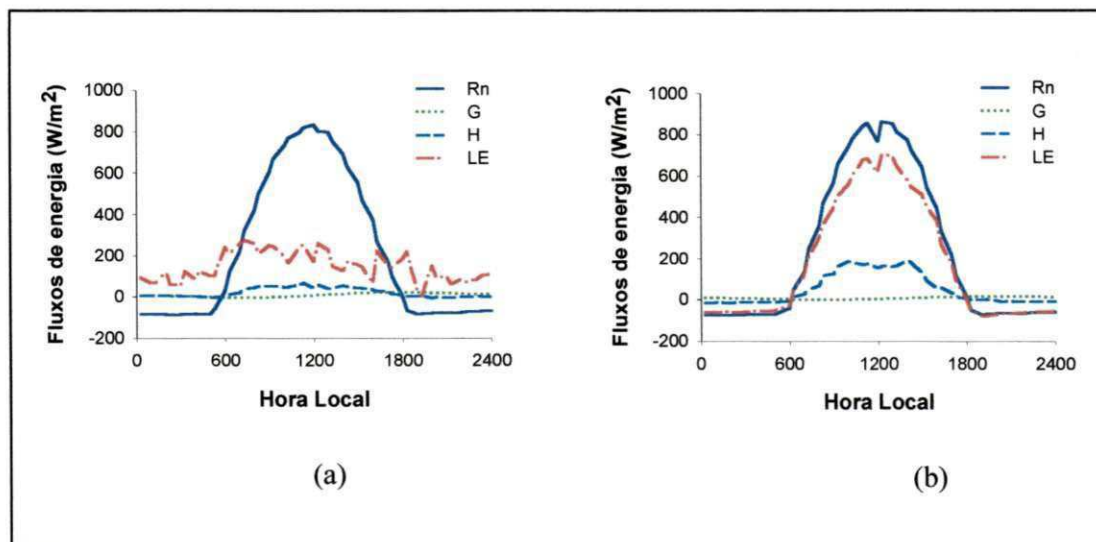 Fluxos de energia (W/m²)
1000
800
600
400
200
0
-200
0 600 1200 1800 2400
Hora Local
Rn
G
H
LE
(a)
Fluxos de energia (W/m²)
1000
800
600
400
200
0
-200
0 600 1200 1800 2400
Hora Local
Rn
G
H
LE
(b)